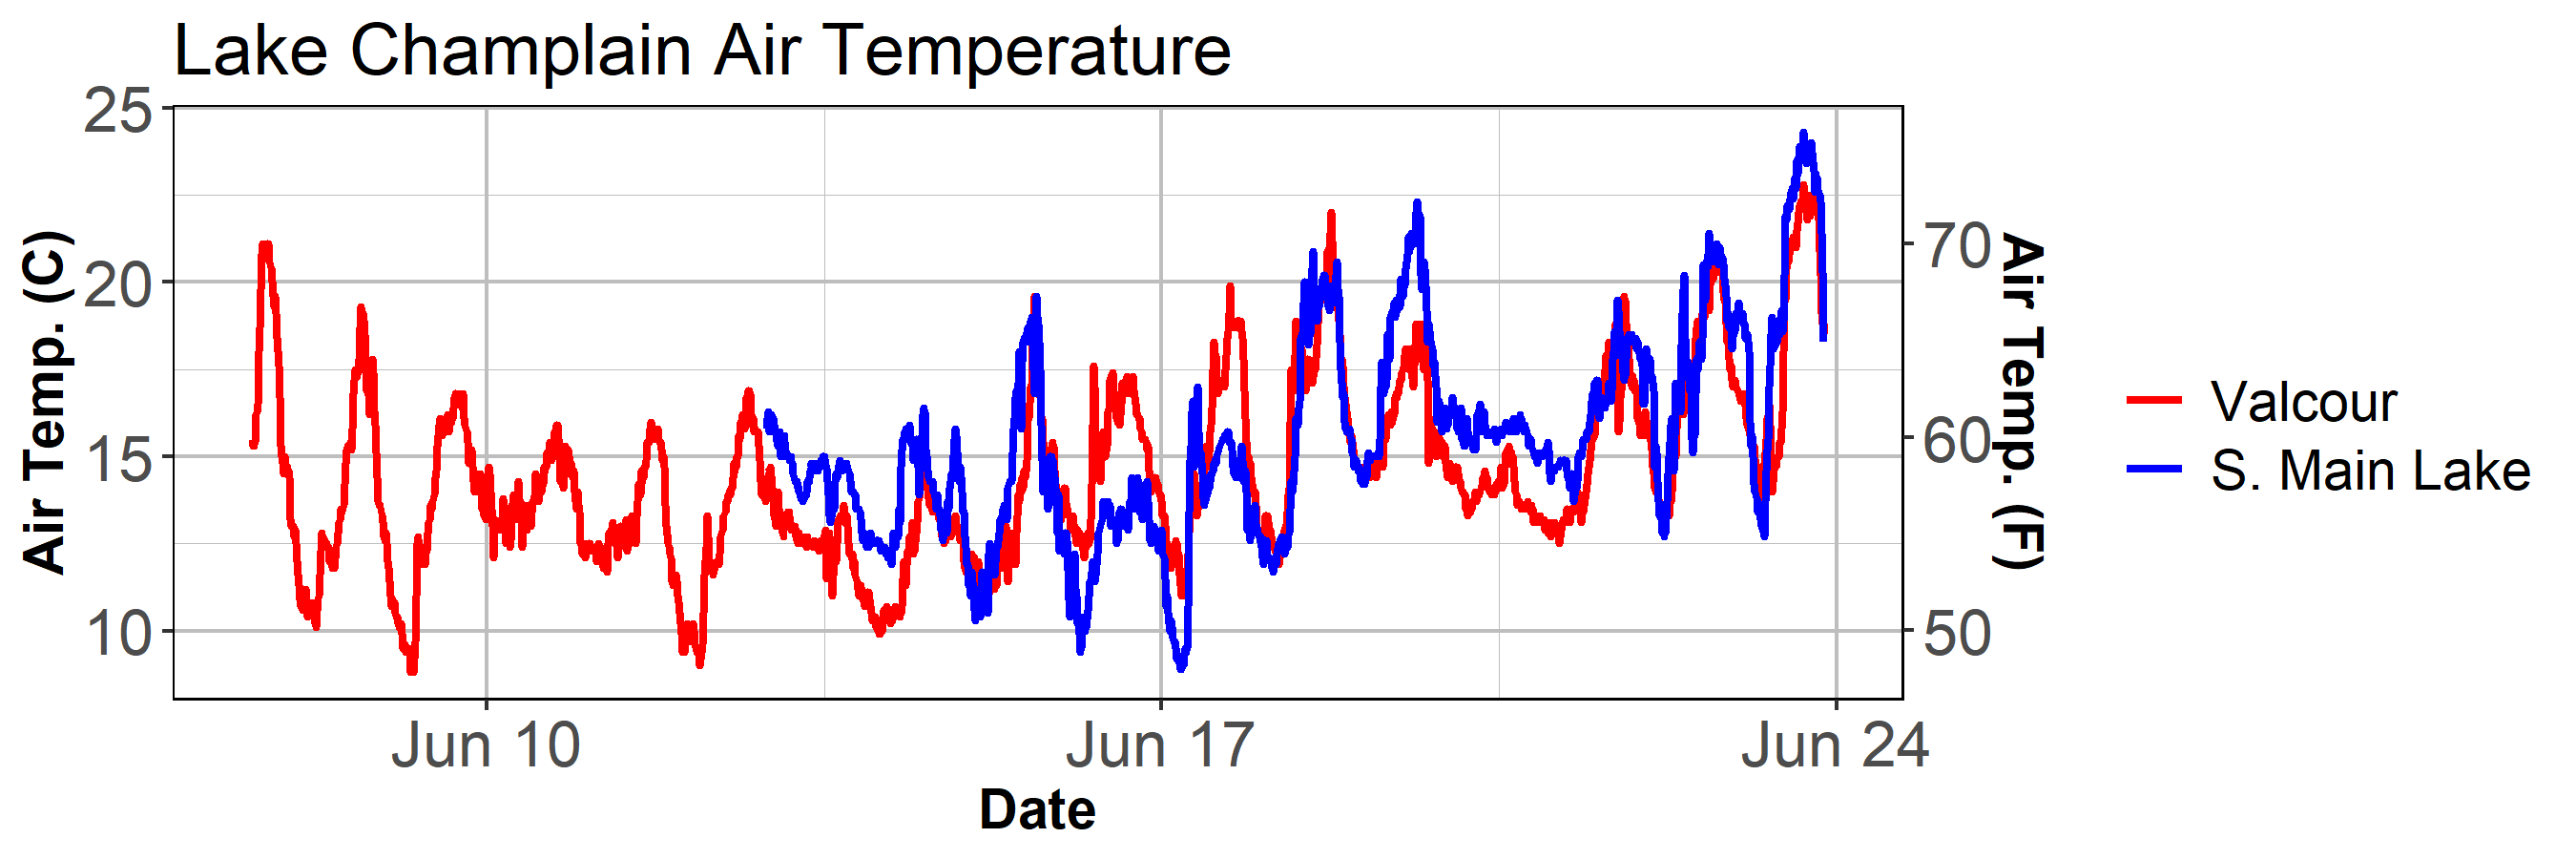 Lake Champlain Air Temperature
25
20
15
10
Air Temp. (C)
70
60
50
Air Temp. (F)
Jun 10
Jun 17
Jun 24
Date
Valcour
S. Main Lake